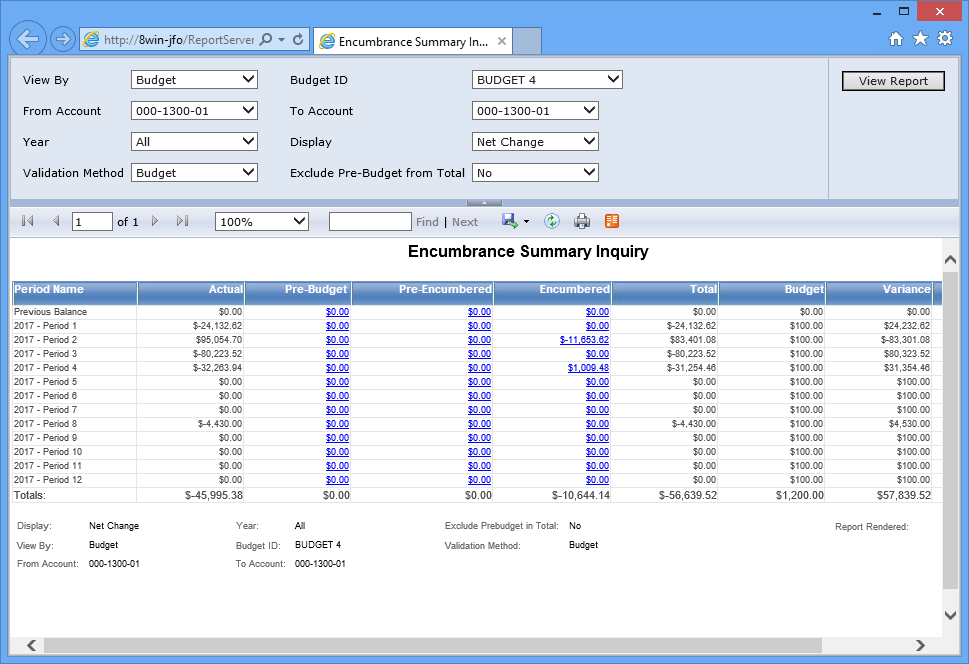 http://8win-jfo/ReportServer
Encumbrance Summary In...
View By Budget Budget ID BUDGET 4 View Report
From Account 000-1300-01 To Account 000-1300-01
Year All Display Net Change
Validation Method Budget Exclude Pre-Budget from Total No
1 of 1 100% Find | Next
Encumbrance Summary Inquiry
Period Name Actual Pre-Budget Pre-Encumbered Encumbered Total Budget Variance
Previous Balance $0.00 $0.00 $0.00 $0.00 $0.00 $0.00 $0.00
2017 - Period 1 $-24,132.62 $0.00 $0.00 $0.00 $-24,132.62 $100.00 $24,232.62
2017 - Period 2 $95,054.70 $0.00 $0.00 $-11,653.62 $83,401.08 $100.00 $-83,301.08
2017 - Period 3 $-80,223.52 $0.00 $0.00 $0.00 $-80,223.52 $100.00 $80,323.52
2017 - Period 4 $-32,263.94 $0.00 $0.00 $1,009.48 $-31,254.46 $100.00 $31,354.46
2017 - Period 5 $0.00 $0.00 $0.00 $0.00 $0.00 $100.00 $100.00
2017 - Period 6 $0.00 $0.00 $0.00 $0.00 $0.00 $100.00 $100.00
2017 - Period 7 $0.00 $0.00 $0.00 $0.00 $0.00 $100.00 $100.00
2017 - Period 8 $-4,430.00 $0.00 $0.00 $0.00 $-4,430.00 $100.00 $4,530.00
2017 - Period 9 $0.00 $0.00 $0.00 $0.00 $0.00 $100.00 $100.00
2017 - Period 10 $0.00 $0.00 $0.00 $0.00 $0.00 $100.00 $100.00
2017 - Period 11 $0.00 $0.00 $0.00 $0.00 $0.00 $100.00 $100.00
2017 - Period 12 $0.00 $0.00 $0.00 $0.00 $0.00 $100.00 $100.00
Totals: $-45,995.38 $0.00 $0.00 $-10,644.14 $-56,639.52 $1,200.00 $57,839.52
Display: Net Change Year: All Exclude Prebudget in Total: No Report Rendered:
View By: Budget Budget ID: BUDGET 4 Validation Method: Budget
From Account: 000-1300-01 To Account: 000-1300-01